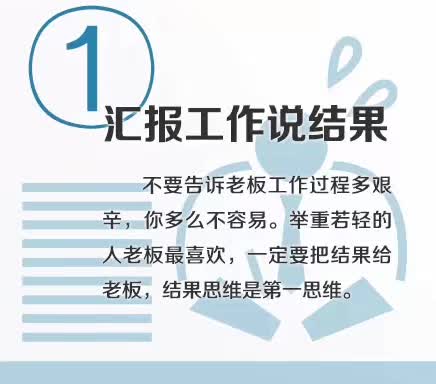 1
汇报工作说结果
不要告诉老板工作过程多艰
辛，你多么不容易。举重若轻的
人老板最喜欢，一定要把结果给
老板，结果思维是第一思维。